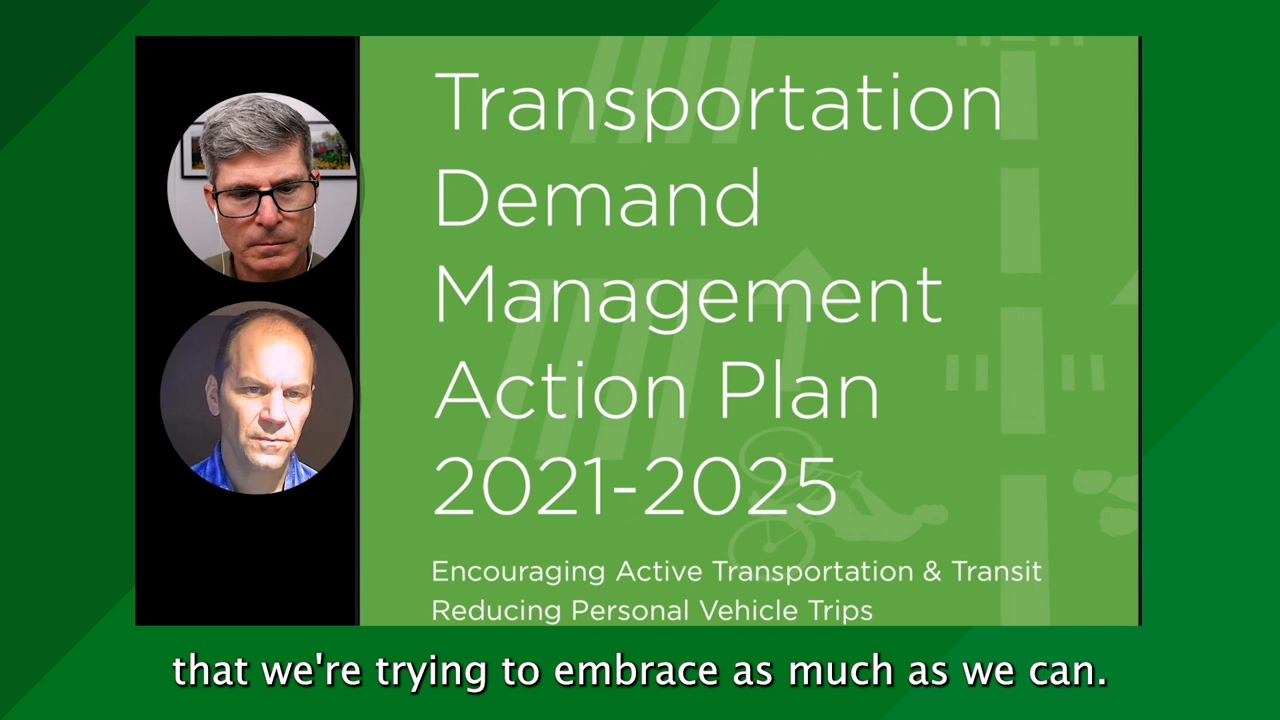 Transportation
Demand
Management
Action Plan
2021-2025
Encouraging Active Transportation & Transit
Reducing Personal Vehicle Trips
that we're trying to embrace as much as we can.